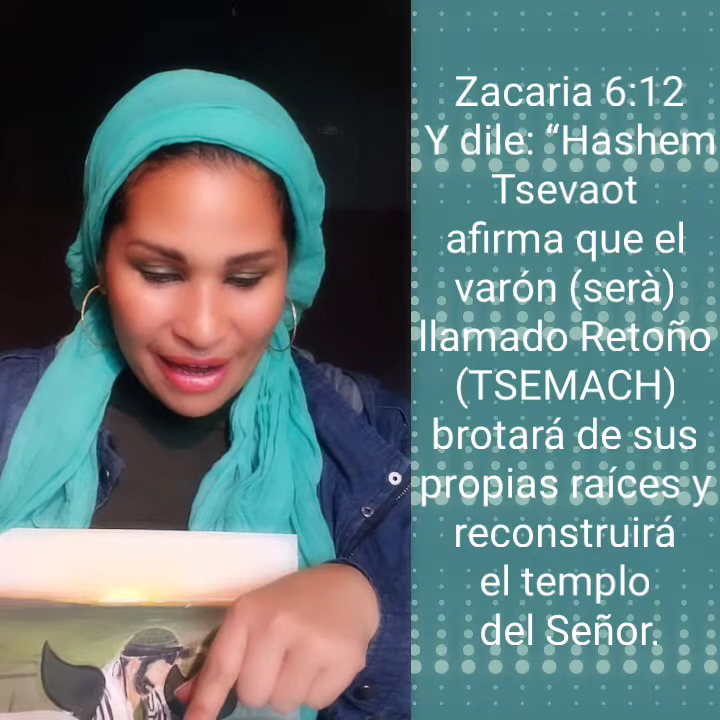 Zacaria 6:12
Y dile: “Hashem
Tsevaot
afirma que el
varón (serà)
llamado Retoño
(TSEMACH)
brotará de sus
propias raíces y
reconstruirá
el templo
del Señor.